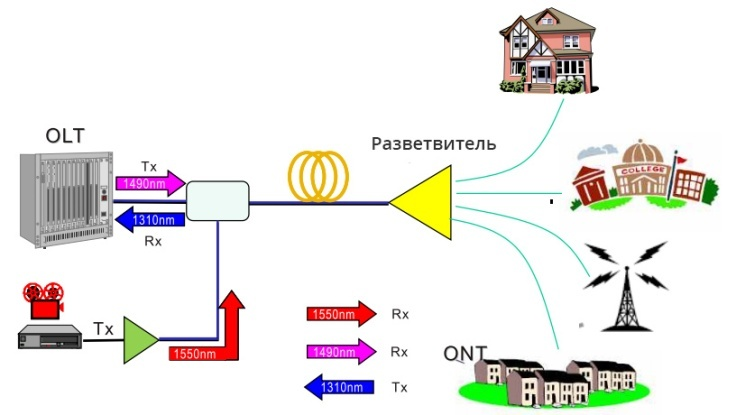 OLT
Разветвитель
Tx
1490nm
1310nm
Rx
COLLEGE
Tx
1550nm
1550nm Rx
1490nm Rx
1310nm Tx
ONT